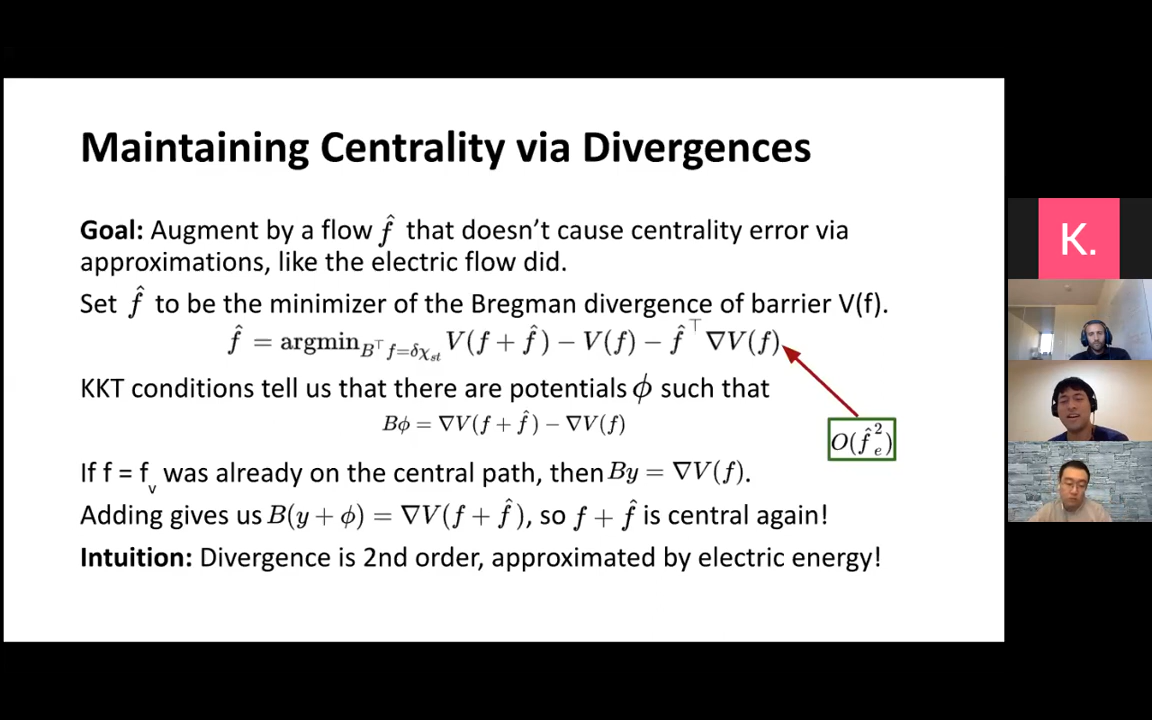 Maintaining Centrality via Divergences
Goal: Augment by a flow f̂ that doesn't cause centrality error via
approximations, like the electric flow did.
Set f̂ to be the minimizer of the Bregman divergence of barrier V(f).
f̂ = argmin_{B^⊤ f=δχ_{st}} V(f + f̂) − V(f) − f̂^⊤ ∇V(f)
KKT conditions tell us that there are potentials ϕ such that
Bϕ = ∇V(f + f̂) − ∇V(f)
O(f̂_e^2)
If f = f_v was already on the central path, then By = ∇V(f).
Adding gives us B(y + ϕ) = ∇V(f + f̂), so f + f̂ is central again!
Intuition: Divergence is 2nd order, approximated by electric energy!
K.